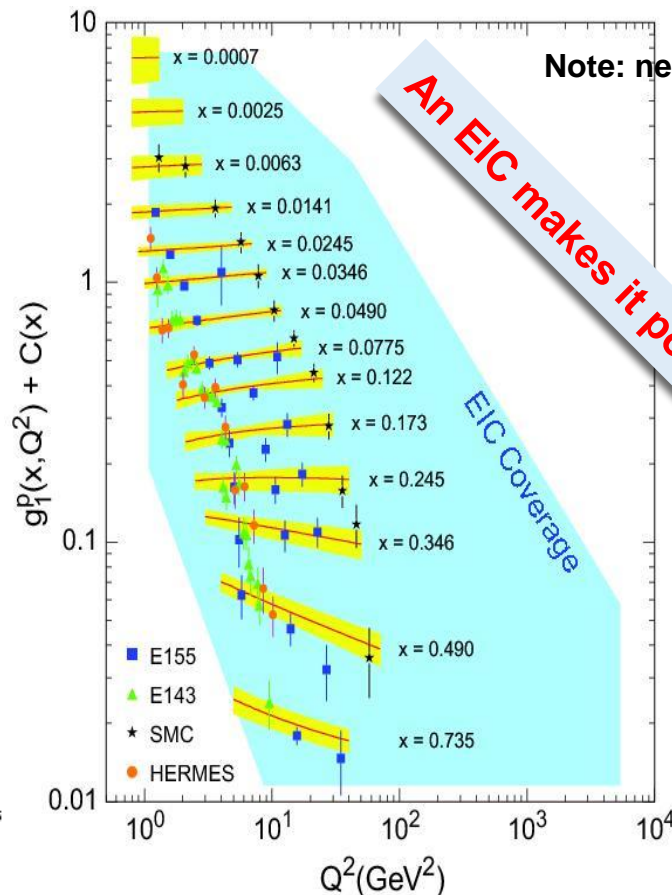 10
Note: ne
An EIC makes it po
x = 0.0007
x = 0.0025
x = 0.0063
x = 0.0141
x = 0.0245
1
x = 0.0346
x = 0.0490
x = 0.0775
x = 0.122
x = 0.173
x = 0.245
x = 0.346
x = 0.490
x = 0.735
EIC Coverage
g₁ᵖ(x,Q²) + C(x)
0.1
E155
E143
SMC
HERMES
0.01
s
10⁰ 10¹ 10² 10³ 10⁴
Q²(GeV²)